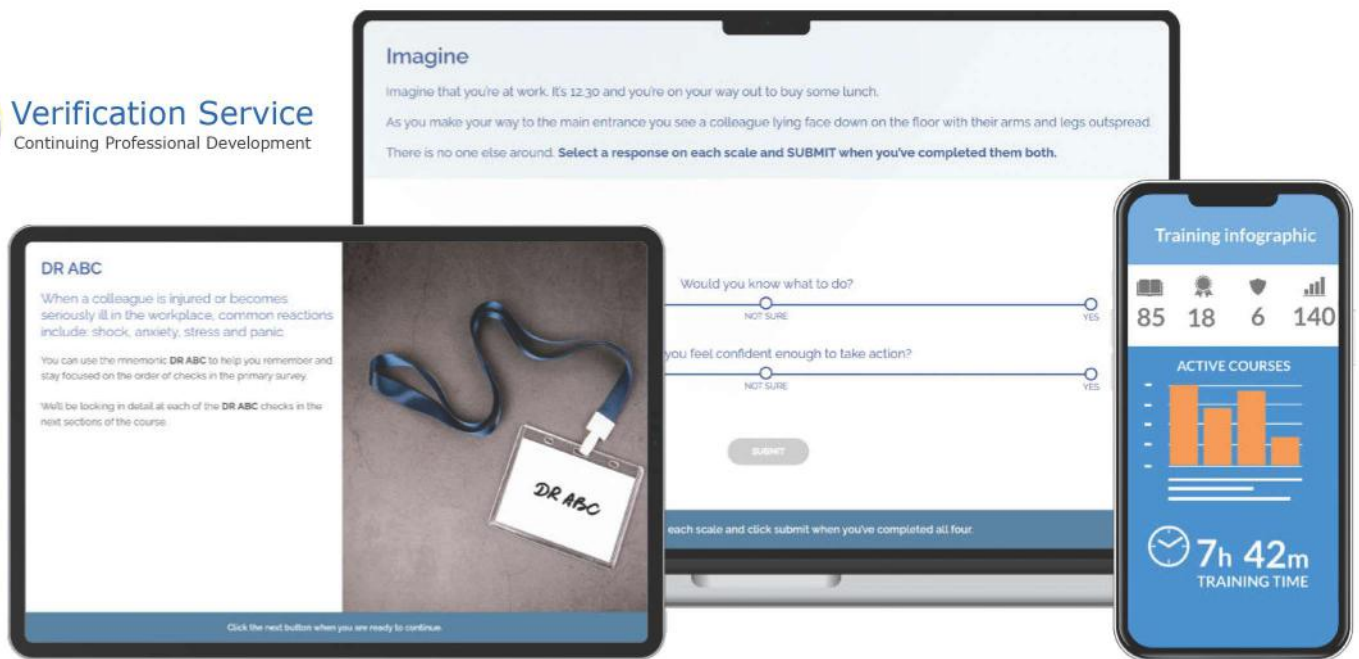 Verification Service
Continuing Professional Development
Imagine
Imagine that you're at work. It's 12.30 and you're on your way out to buy some lunch.
As you make your way to the main entrance you see a colleague lying face down on the floor with their arms and legs outspread.
There is no one else around. Select a response on each scale and SUBMIT when you've completed them both.
Would you know what to do?
NOT SURE
YES
you feel confident enough to take action?
NOT SURE
YES
SUBMIT
each scale and click submit when you've completed all four.
DR ABC
When a colleague is injured or becomes
seriously ill in the workplace, common reactions
include: shock, anxiety, stress and panic.
You can use the mnemonic DR ABC to help you remember and
stay focused on the order of checks in the primary survey.
We'll be looking in detail at each of the DR ABC checks in the
next sections of the course.
DR ABC
Click the next button when you are ready to continue.
Training infographic
85 18 6 140
ACTIVE COURSES
7h 42m
TRAINING TIME